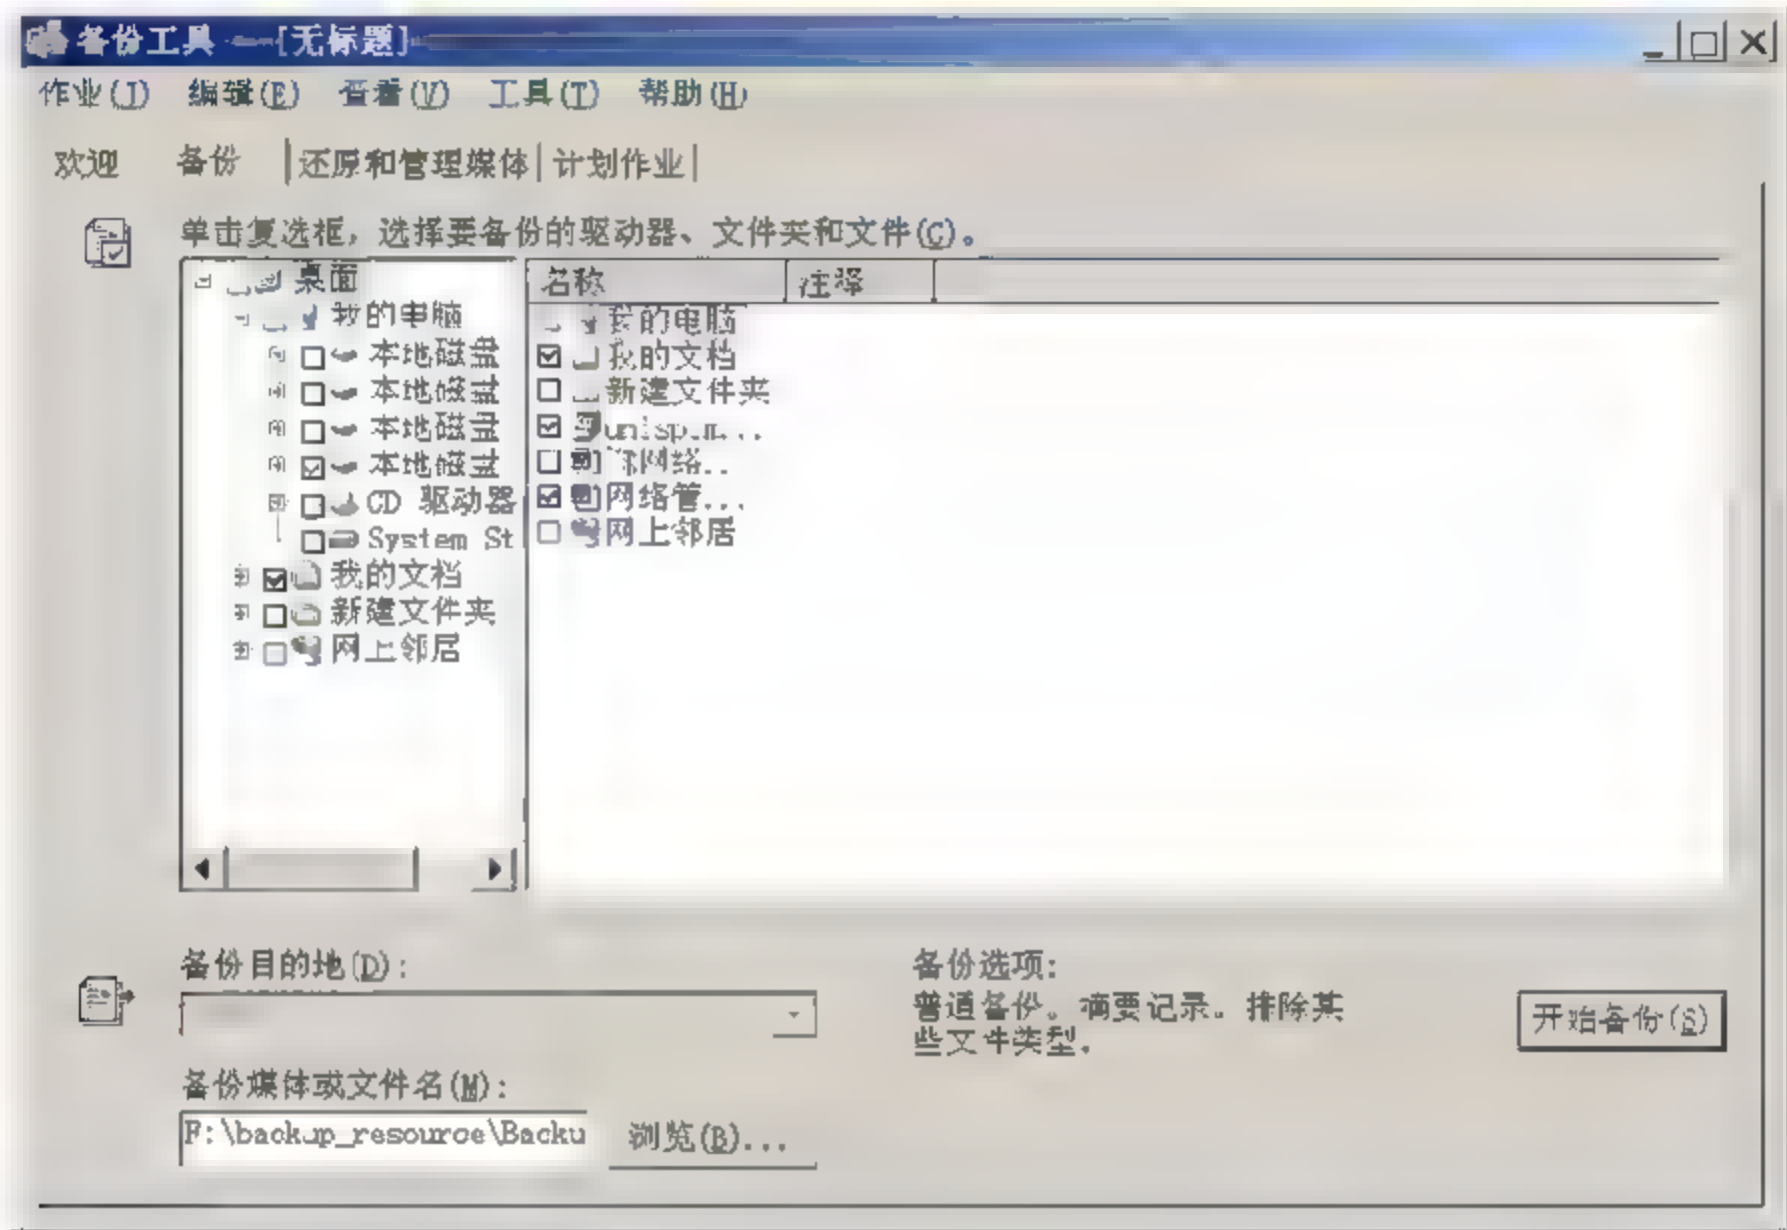 备份工具 —[无标题]
作业(J) 编辑(E) 查看(V) 工具(T) 帮助(H)
欢迎 备份 还原和管理媒体 计划作业
单击复选框，选择要备份的驱动器、文件夹和文件(C)。
桌面
我的电脑
本地磁盘
本地磁盘
本地磁盘
本地磁盘
CD 驱动器
System St
我的文档
新建文件夹
网上邻居
名称 注释
我的电脑
我的文档
新建文件夹
网络..
网络管...
网上邻居
备份目的地(D):
备份媒体或文件名(M):
F:\backup_resource\Backu
浏览(B)...
备份选项:
普通备份。摘要记录。排除某
些文件类型.
开始备份(S)